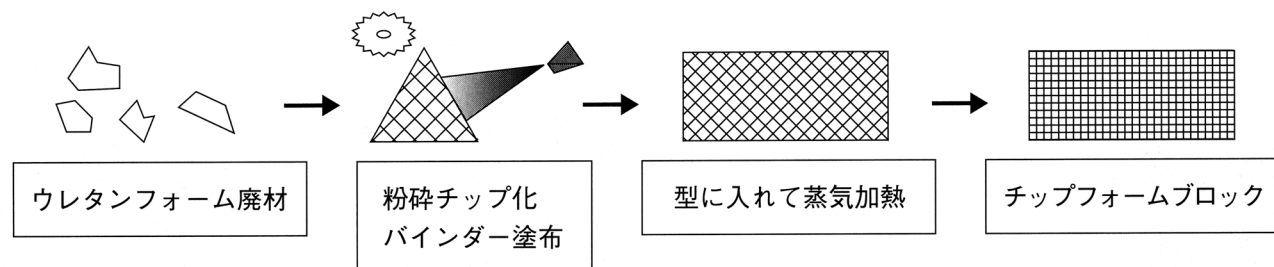 ウレタンフォーム廃材
粉砕チップ化
バインダー塗布
型に入れて蒸気加熱
チップフォームブロック